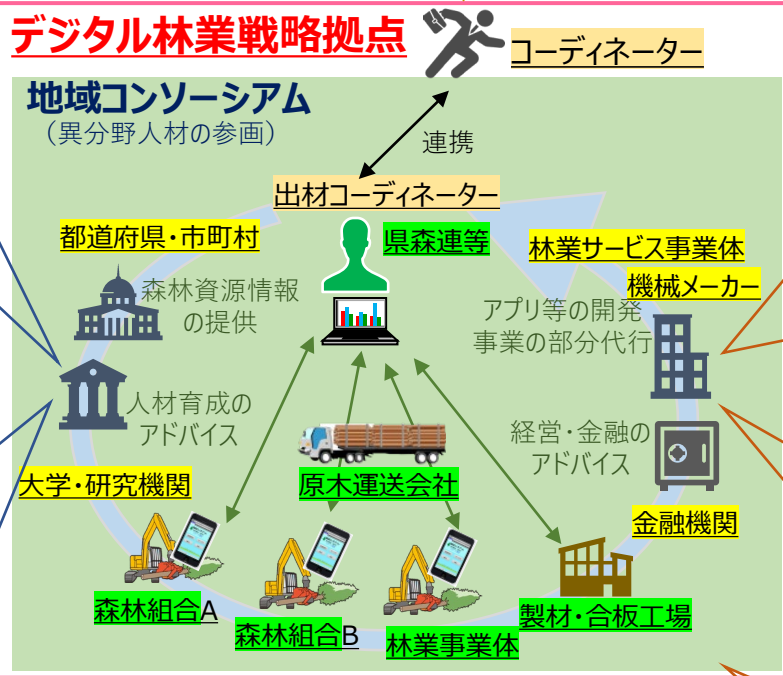 デジタル林業戦略拠点
コーディネーター
地域コンソーシアム
（異分野人材の参画）
連携
出材コーディネーター
都道府県・市町村
県森連等
林業サービス事業体
機械メーカー
森林資源情報
の提供
アプリ等の開発
事業の部分代行
人材育成の
アドバイス
経営・金融の
アドバイス
大学・研究機関
原木運送会社
金融機関
森林組合A
森林組合B
林業事業体
製材・合板工場